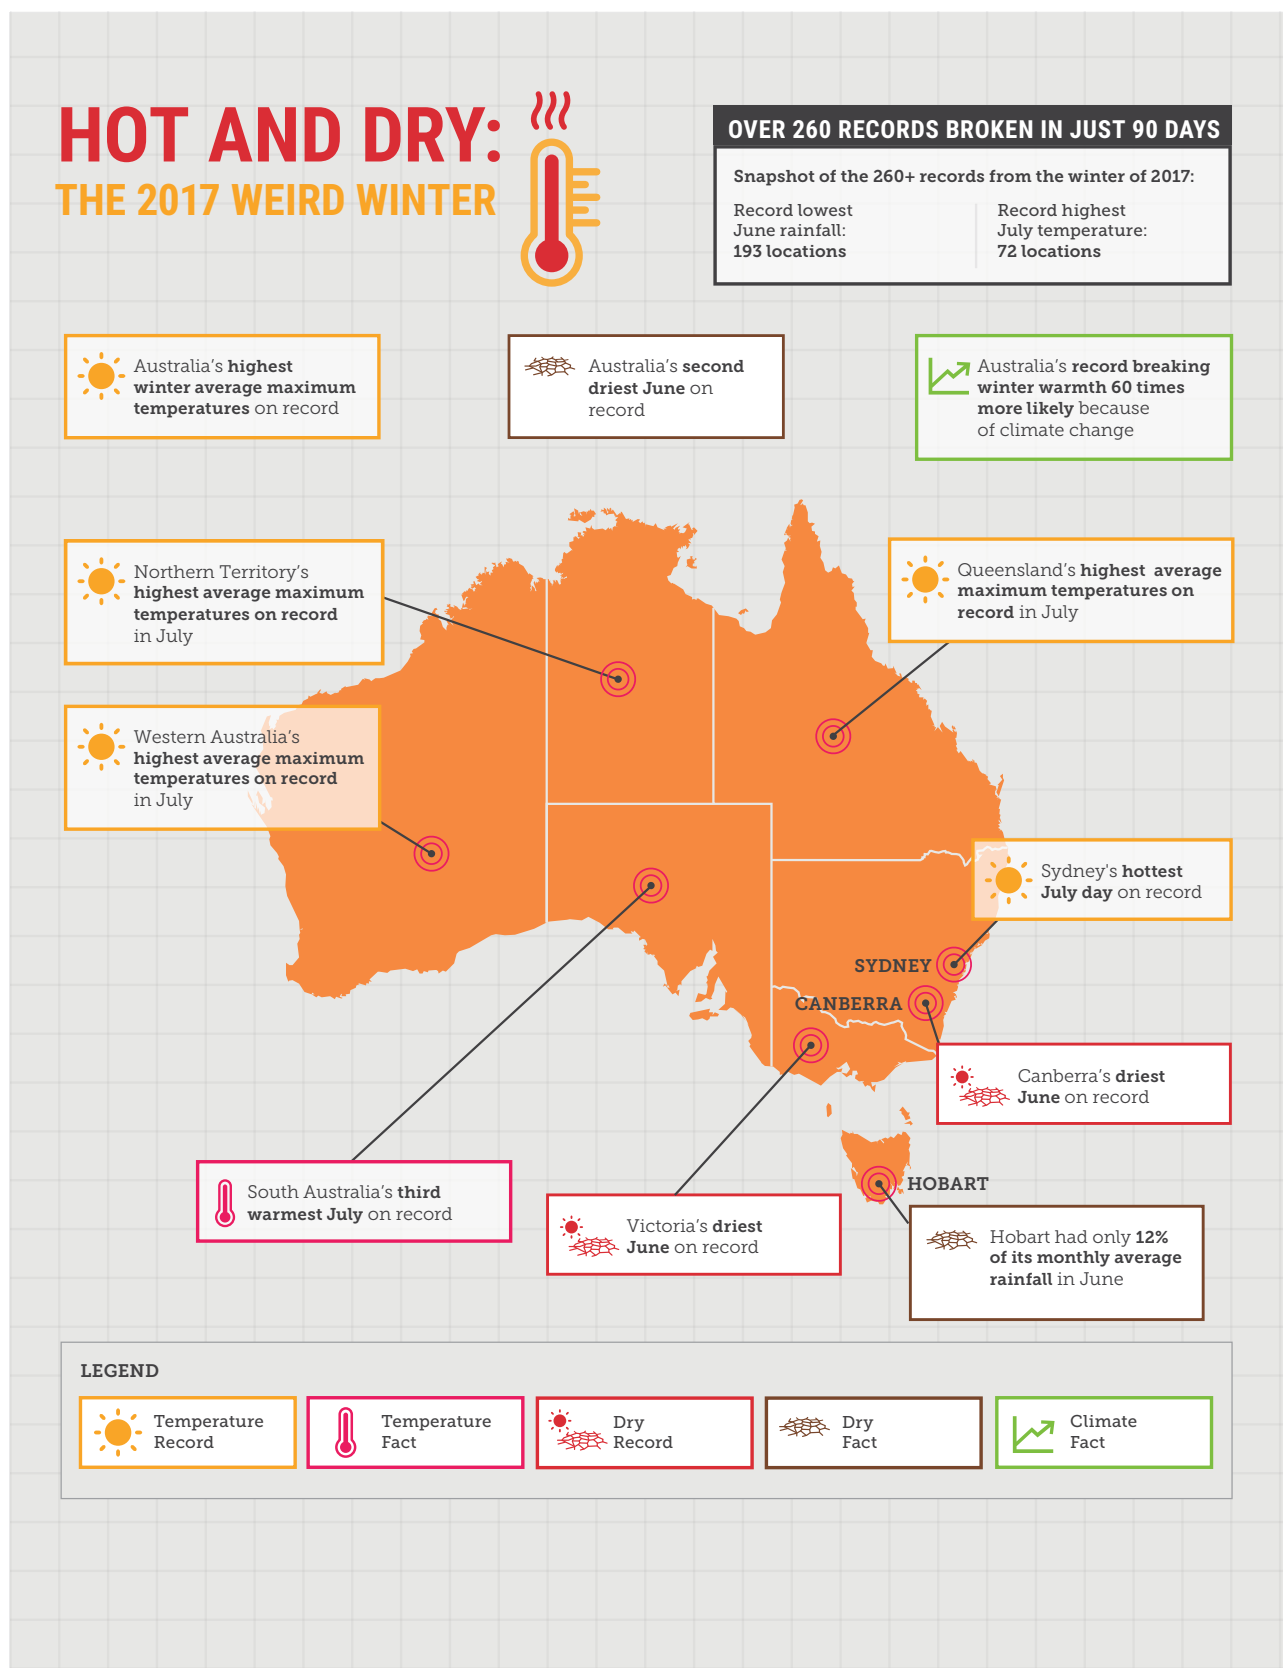 HOT AND DRY:
THE 2017 WEIRD WINTER
OVER 260 RECORDS BROKEN IN JUST 90 DAYS
Snapshot of the 260+ records from the winter of 2017:
Record lowest
June rainfall:
193 locations
Record highest
July temperature:
72 locations
Australia's highest
winter average maximum
temperatures on record
Australia's second
driest June on
record
Australia's record breaking
winter warmth 60 times
more likely because
of climate change
Northern Territory's
highest average maximum
temperatures on record
in July
Queensland's highest average
maximum temperatures on
record in July
Western Australia's
highest average maximum
temperatures on record
in July
Sydney's hottest
July day on record
SYDNEY
CANBERRA
Canberra's driest
June on record
South Australia's third
warmest July on record
Victoria's driest
June on record
HOBART
Hobart had only 12%
of its monthly average
rainfall in June
LEGEND
Temperature
Record
Temperature
Fact
Dry
Record
Dry
Fact
Climate
Fact